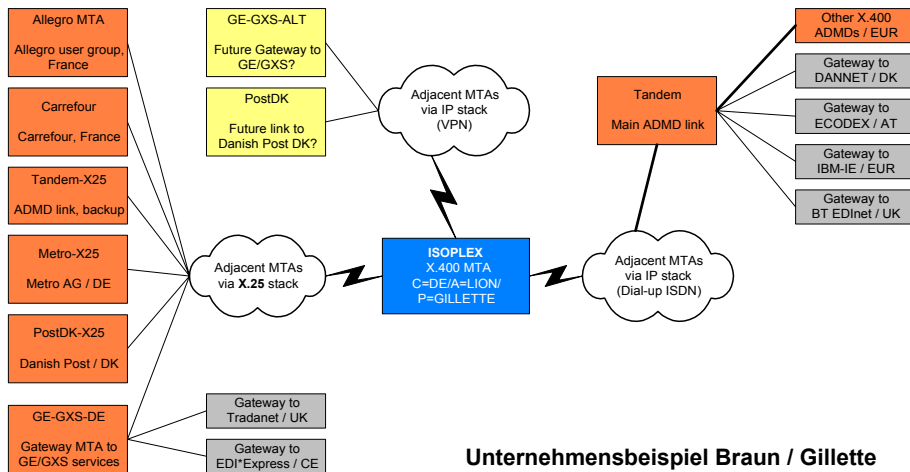 Allegro MTA
Allegro user group,
France
Carrefour
Carrefour, France
Tandem-X25
ADMD link, backup
Metro-X25
Metro AG / DE
PostDK-X25
Danish Post / DK
GE-GXS-DE
Gateway MTA to
GE/GXS services
GE-GXS-ALT
Future Gateway to
GE/GXS?
PostDK
Future link to
Danish Post DK?
Adjacent MTAs
via X.25 stack
Gateway to
Tradanet / UK
Gateway to
EDI*Express / CE
Adjacent MTAs
via IP stack
(VPN)
ISOPLEX
X.400 MTA
C=DE/A=LION/
P=GILLETTE
Tandem
Main ADMD link
Adjacent MTAs
via IP stack
(Dial-up ISDN)
Other X.400
ADMDs / EUR
Gateway to
DANNET / DK
Gateway to
ECODEX / AT
Gateway to
IBM-IE / EUR
Gateway to
BT EDInet / UK
Unternehmensbeispiel Braun / Gillette